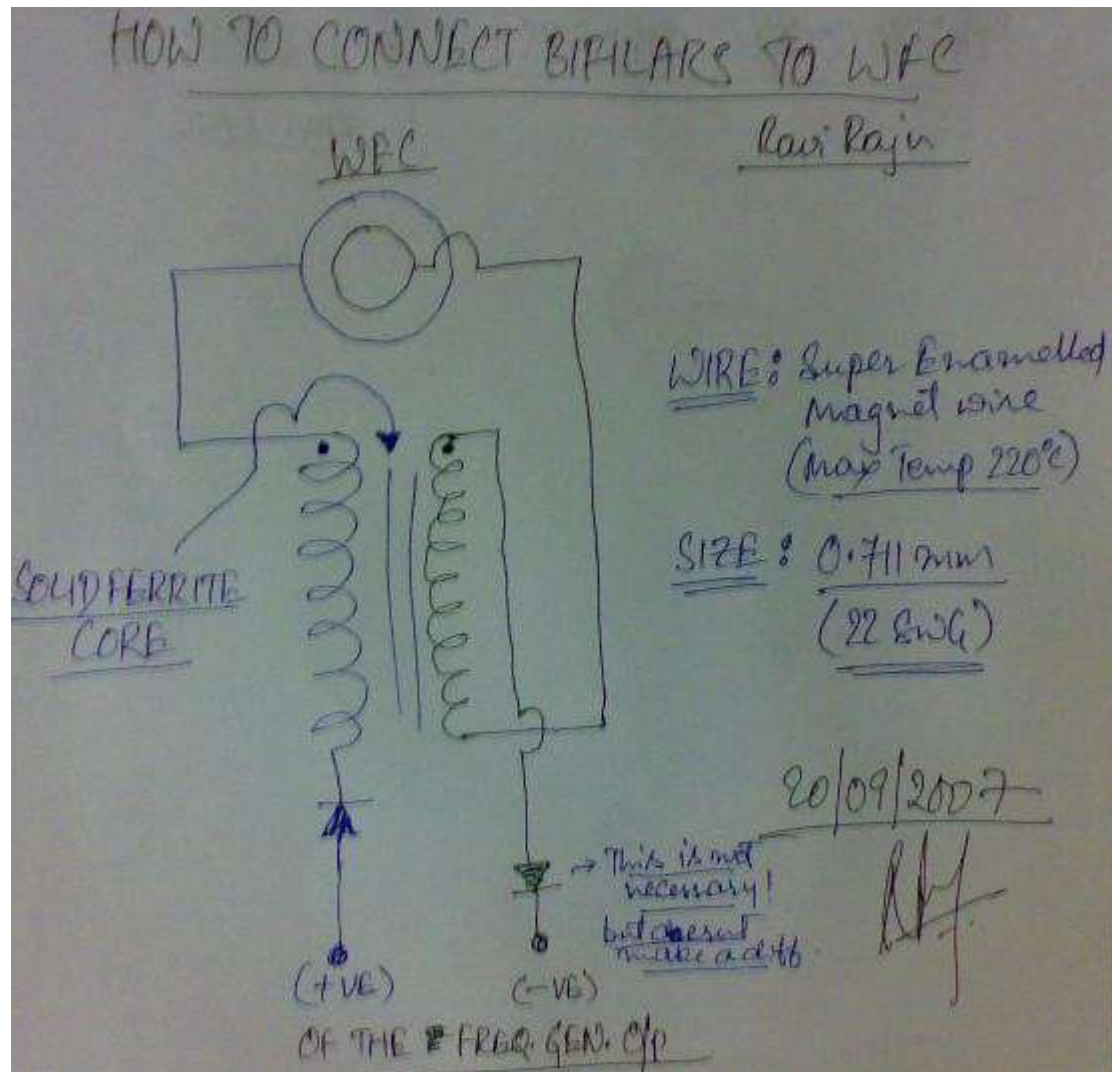 HOW TO CONNECT BIFILARS TO WFC
Ravi Raju
WFC
WIRE: Super Enamelled
magnet wire
(Max Temp 220°C)
SIZE: 0.711 mm
(22 SWG)
SOLID FERRITE
CORE
20/09/2007
→ This is not
necessary!
but doesnt
make a diff.
(+VE)
(-VE)
OF THE FREQ. GEN. O/P